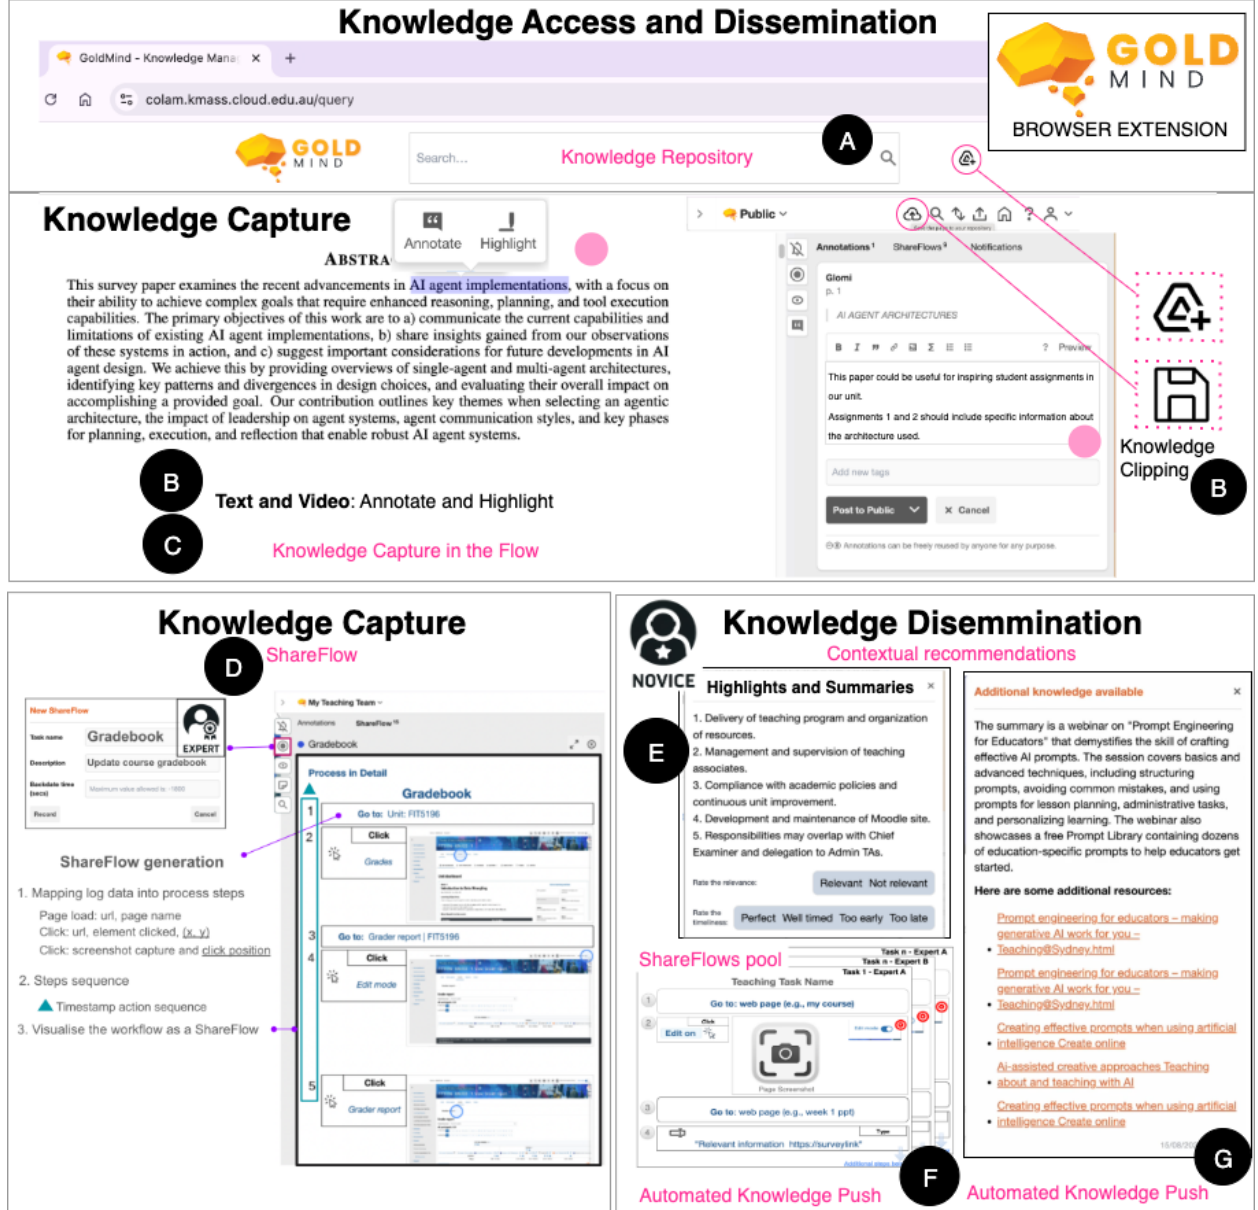 Knowledge Access and Dissemination
GoldMind - Knowledge Mana
colam.kmass.cloud.edu.au/query
GOLD
MIND
BROWSER EXTENSION
GOLD
MIND
Search...
Knowledge Repository
A
Knowledge Capture
Annotate
Highlight
ABSTRA
This survey paper examines the recent advancements in AI agent implementations, with a focus on
their ability to achieve complex goals that require enhanced reasoning, planning, and tool execution
capabilities. The primary objectives of this work are to a) communicate the current capabilities and
limitations of existing AI agent implementations, b) share insights gained from our observations
of these systems in action, and c) suggest important considerations for future developments in AI
agent design. We achieve this by providing overviews of single-agent and multi-agent architectures,
identifying key patterns and divergences in design choices, and evaluating their overall impact on
accomplishing a provided goal. Our contribution outlines key themes when selecting an agentic
architecture, the impact of leadership on agent systems, agent communication styles, and key phases
for planning, execution, and reflection that enable robust AI agent systems.
B
Text and Video: Annotate and Highlight
C
Knowledge Capture in the Flow
Public
Annotations 1
ShareFlows 9
Notifications
Glomi
p. 1
AI AGENT ARCHITECTURES
B I
? Preview
This paper could be useful for inspiring student assignments in
our unit.
Assignments 1 and 2 should include specific information about
the architecture used.
Add new tags
Post to Public
X Cancel
Annotations can be freely reused by anyone for any purpose.
Knowledge
Clipping
B
Knowledge Capture
D
ShareFlow
New ShareFlow
Task name
Gradebook
EXPERT
Description
Update course gradebook
Backdate time
(secs)
Maximum value allowed is. -1800
Record
Cancel
ShareFlow generation
1. Mapping log data into process steps
Page load: url, page name
Click: url, element clicked, (x, y)
Click: screenshot capture and click position
2. Steps sequence
Timestamp action sequence
3. Visualise the workflow as a ShareFlow
My Teaching Team
Annotations
ShareFlow
Gradebook
Process in Detail
Gradebook
1
Go to: Unit: FIT5196
2
Click
Grades
3
Go to: Grader report | FIT5196
4
Click
Edit mode
5
Click
Grader report
NOVICE
Knowledge Disemmination
Contextual recommendations
E
Highlights and Summaries
1. Delivery of teaching program and organization
of resources.
2. Management and supervision of teaching
associates.
3. Compliance with academic policies and
continuous unit improvement.
4. Development and maintenance of Moodle site.
5. Responsibilities may overlap with Chief
Examiner and delegation to Admin TAs.
Rate the relevance:
Relevant Not relevant
Rate the
timeliness:
Perfect Well timed Too early Too late
ShareFlows pool
Task n - Expert A
Task n - Expert B
Task 1 - Expert A
Teaching Task Name
1
Go to: web page (e.g., my course)
2
Click
Edit on
Edit mode
Page Screenshot
3
Go to: web page (e.g., week 1 ppt)
4
Type
"Relevant information https://surveylink"
Additional steps
F
Automated Knowledge Push
Additional knowledge available
The summary is a webinar on "Prompt Engineering
for Educators" that demystifies the skill of crafting
effective AI prompts. The session covers basics and
advanced techniques, including structuring
prompts, avoiding common mistakes, and using
prompts for lesson planning, administrative tasks,
and personalizing learning. The webinar also
showcases a free Prompt Library containing dozens
of education-specific prompts to help educators get
started.
Here are some additional resources:
Prompt engineering for educators – making
generative AI work for you –
• Teaching@Sydney.html
Prompt engineering for educators – making
generative AI work for you –
• Teaching@Sydney.html
Creating effective prompts when using artificial
• intelligence Create online
Ai-assisted creative approaches Teaching
• about and teaching with AI
Creating effective prompts when using artificial
• intelligence Create online
15/08/20
G
Automated Knowledge Push